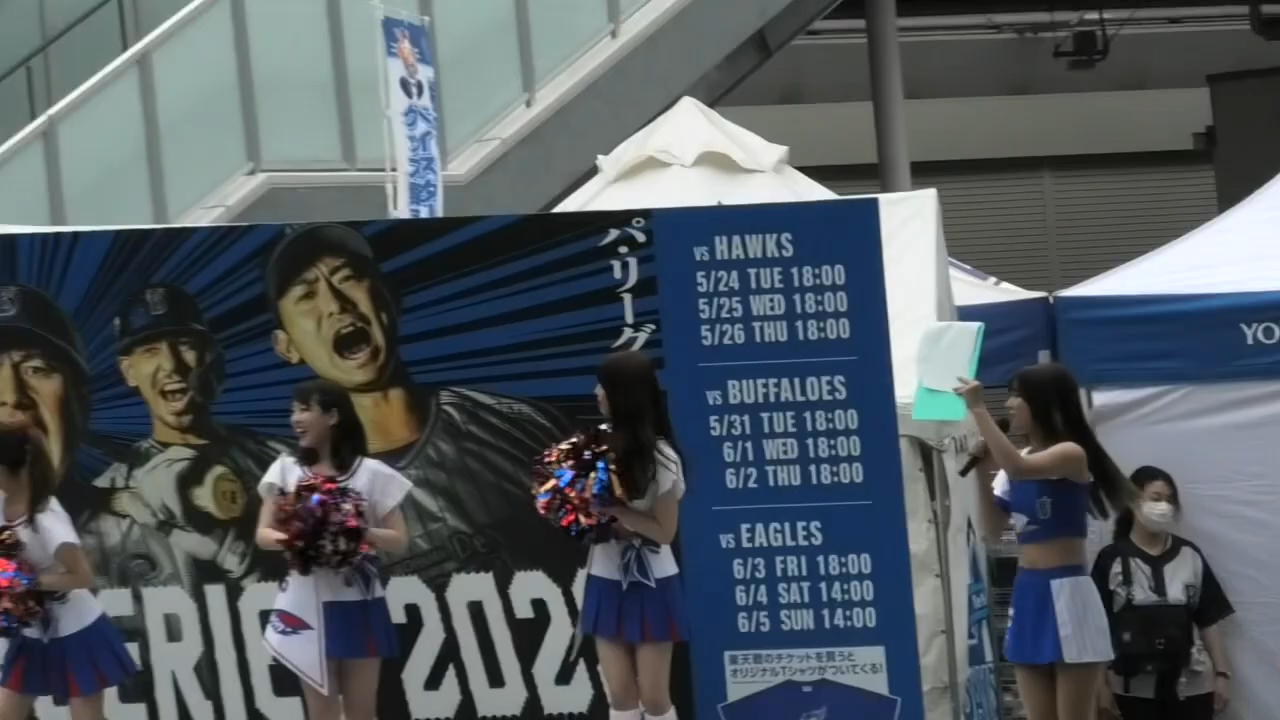 パ・リーグ
vs HAWKS
5/24 TUE 18:00
5/25 WED 18:00
5/26 THU 18:00
vs BUFFALOES
5/31 TUE 18:00
6/1 WED 18:00
6/2 THU 18:00
vs EAGLES
6/3 FRI 18:00
6/4 SAT 14:00
6/5 SUN 14:00
楽天戦のチケットを買うと
オリジナルTシャツがついてくる!
ERIC 202
YO